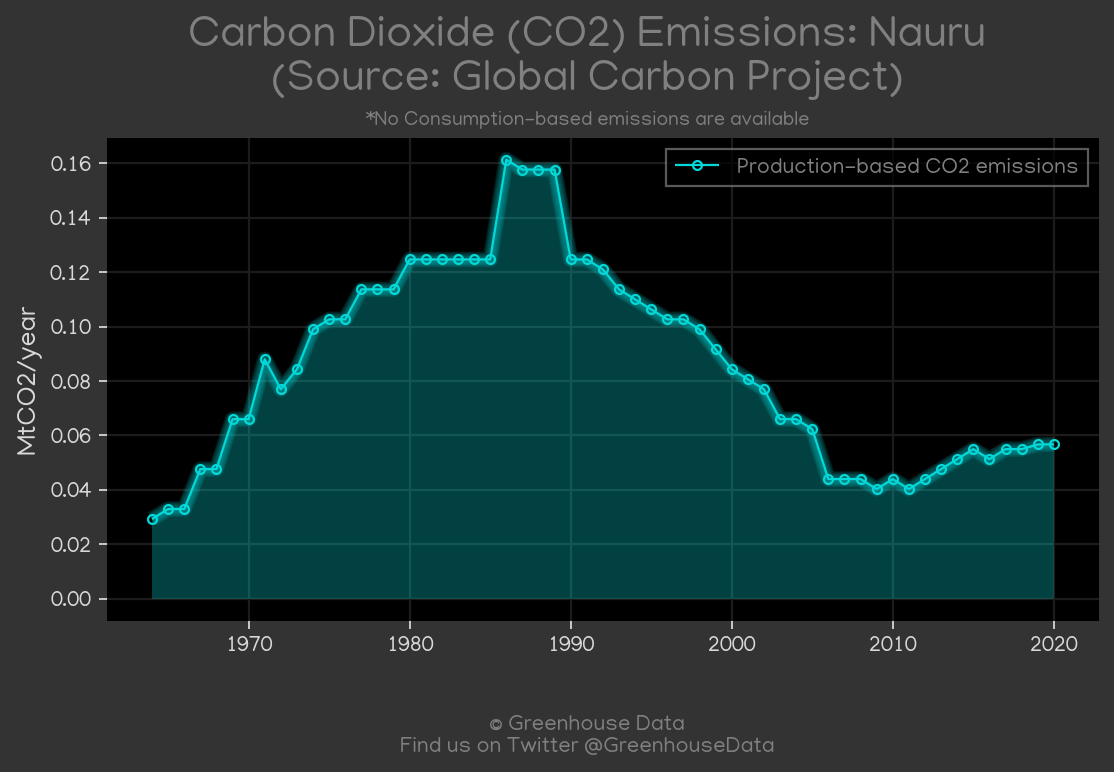 Carbon Dioxide (CO2) Emissions: Nauru
(Source: Global Carbon Project)
*No Consumption-based emissions are available
Production-based CO2 emissions
MtCO2/year
0.16
0.14
0.12
0.10
0.08
0.06
0.04
0.02
0.00
1970 1980 1990 2000 2010 2020
© Greenhouse Data
Find us on Twitter @GreenhouseData